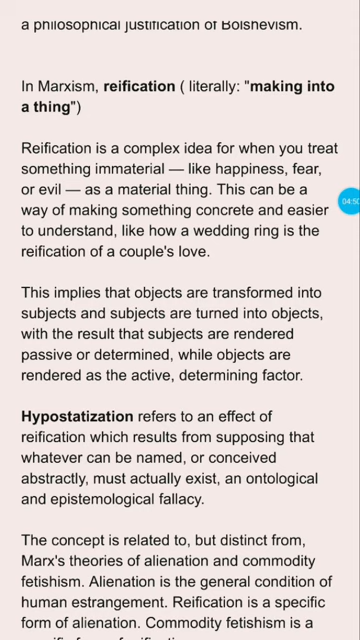 a philosophical justification of Bolshevism.
In Marxism, reification ( literally: "making into
a thing")
Reification is a complex idea for when you treat
something immaterial — like happiness, fear,
or evil — as a material thing. This can be a
way of making something concrete and easier
to understand, like how a wedding ring is the
reification of a couple's love.
04:50
This implies that objects are transformed into
subjects and subjects are turned into objects,
with the result that subjects are rendered
passive or determined, while objects are
rendered as the active, determining factor.
Hypostatization refers to an effect of
reification which results from supposing that
whatever can be named, or conceived
abstractly, must actually exist, an ontological
and epistemological fallacy.
The concept is related to, but distinct from,
Marx's theories of alienation and commodity
fetishism. Alienation is the general condition of
human estrangement. Reification is a specific
form of alienation. Commodity fetishism is a